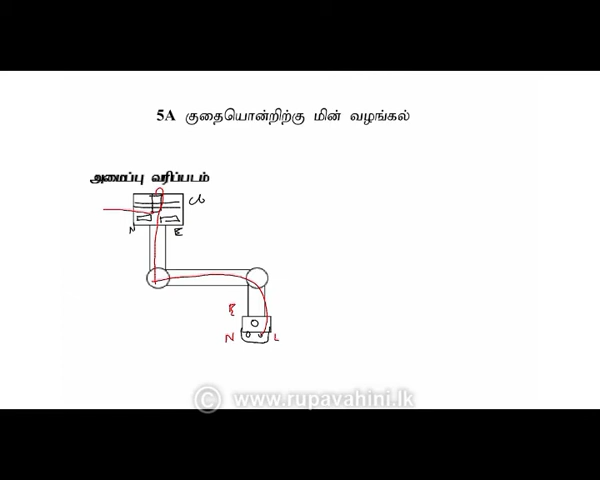 5A குதையொன்றிற்கு மின் வழங்கல்
அமைப்பு வரிப்படம்
N E
E
N L
© www.rupavahini.lk